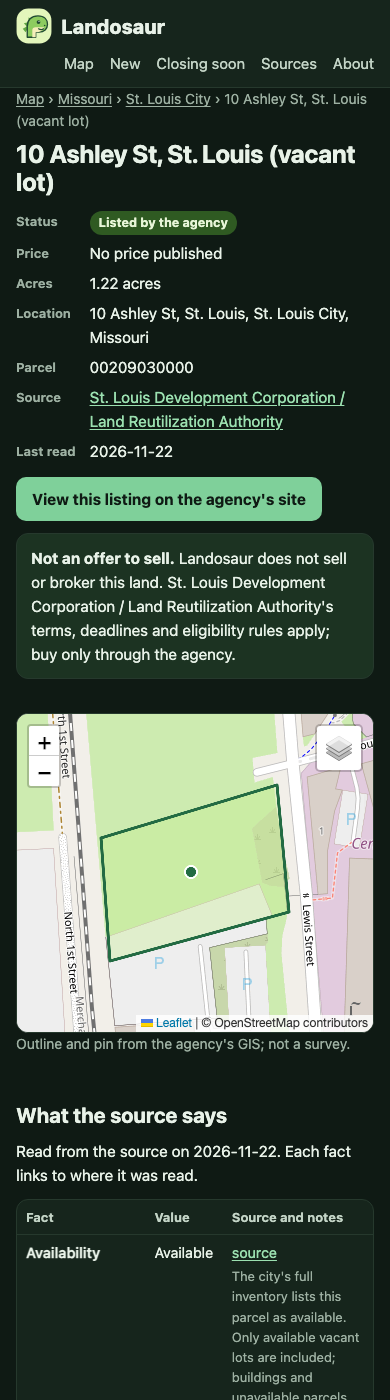 Landosaur
Map New Closing soon Sources About
Map › Missouri › St. Louis City › 10 Ashley St, St. Louis
(vacant lot)
10 Ashley St, St. Louis (vacant
lot)
Status Listed by the agency
Price No price published
Acres 1.22 acres
Location 10 Ashley St, St. Louis, St. Louis City,
Missouri
Parcel 00209030000
Source St. Louis Development Corporation /
Land Reutilization Authority
Last read 2026-11-22
View this listing on the agency's site
Not an offer to sell. Landosaur does not sell
or broker this land. St. Louis Development
Corporation / Land Reutilization Authority's
terms, deadlines and eligibility rules apply;
buy only through the agency.
+
−
th 1st Street
P
1
North 1st Street
Lewis Street
P
P
Leaflet | © OpenStreetMap contributors
Outline and pin from the agency's GIS; not a survey.
What the source says
Read from the source on 2026-11-22. Each fact
links to where it was read.
Fact Value Source and notes
Availability Available source
The city's full
inventory lists this
parcel as available.
Only available vacant
lots are included;
buildings and
unavailable parcels